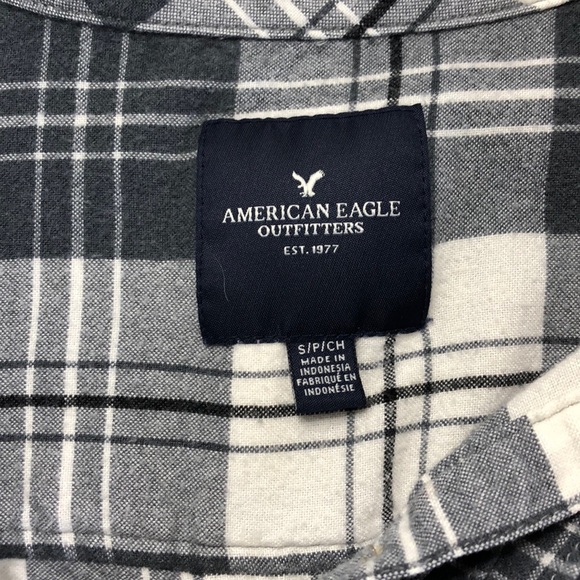 AMERICAN EAGLE
OUTFITTERS
EST. 1977
S/P/CH
MADE IN
INDONESIA
FABRIQUÉ EN
INDONÉSIE